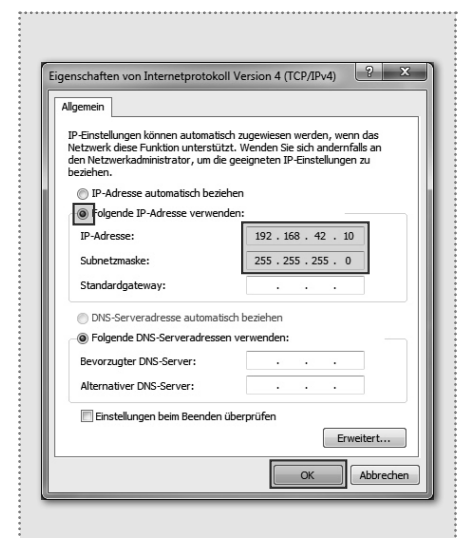 Eigenschaften von Internetprotokoll Version 4 (TCP/IPv4)
? X
Allgemein
IP-Einstellungen können automatisch zugewiesen werden, wenn das
Netzwerk diese Funktion unterstützt. Wenden Sie sich andernfalls an
den Netzwerkadministrator, um die geeigneten IP-Einstellungen zu
beziehen.
IP-Adresse automatisch beziehen
Folgende IP-Adresse verwenden:
IP-Adresse: 192 . 168 . 42 . 10
Subnetzmaske: 255 . 255 . 255 . 0
Standardgateway: . . .
DNS-Serveradresse automatisch beziehen
Folgende DNS-Serveradressen verwenden:
Bevorzugter DNS-Server: . . .
Alternativer DNS-Server: . . .
Einstellungen beim Beenden überprüfen
Erweitert...
OK Abbrechen